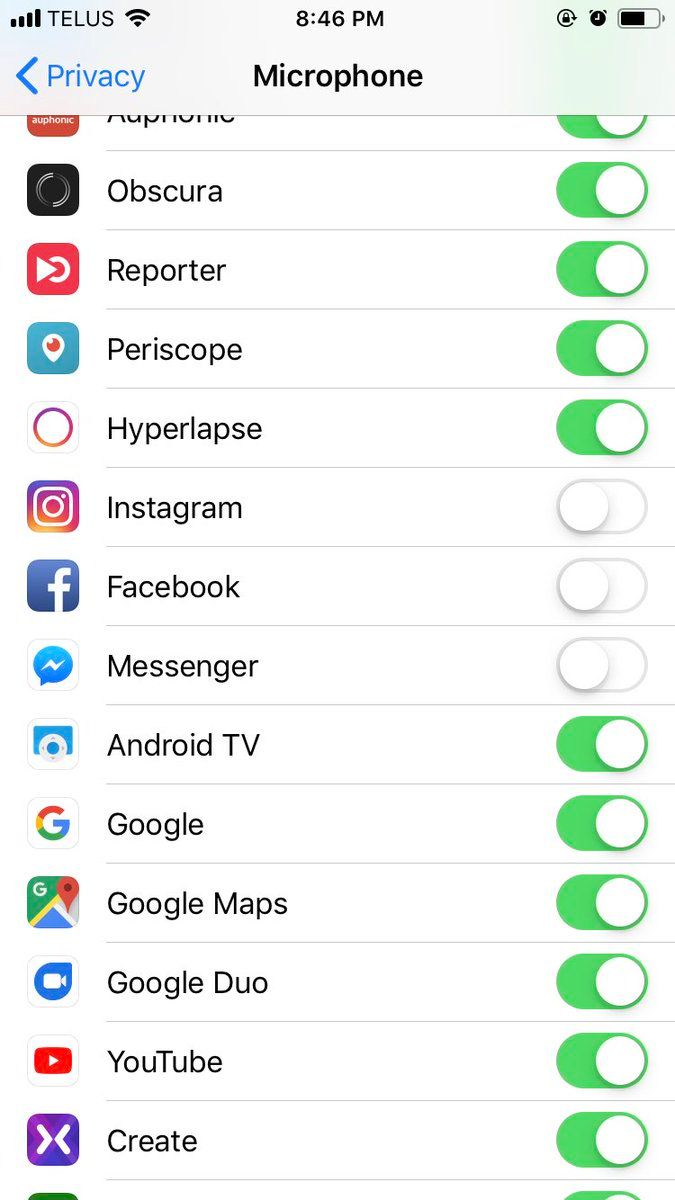 TELUS 8:46 PM
Privacy Microphone
auphonic Auphonic
Obscura
Reporter
Periscope
Hyperlapse
Instagram
Facebook
Messenger
Android TV
Google
G Google Maps
Google Duo
YouTube
Create